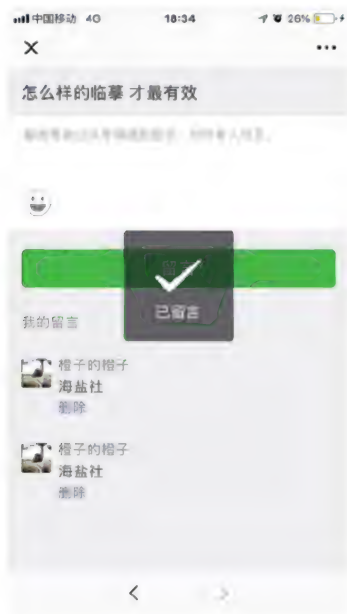 中国移动 4G 18:34 26%
怎么样的临摹 才最有效
留言
已留言
我的留言
橙子的橙子
海盐社
删除
橙子的橙子
海盐社
删除